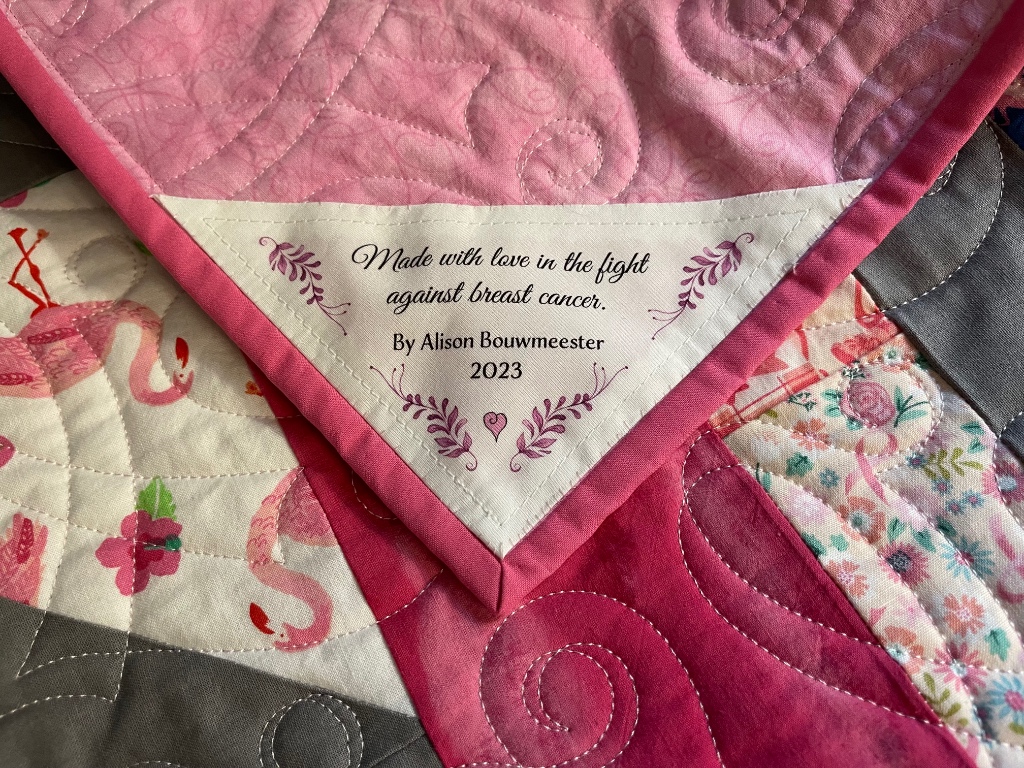 Made with love in the fight
against breast cancer.
By Alison Bouwmeester
2023